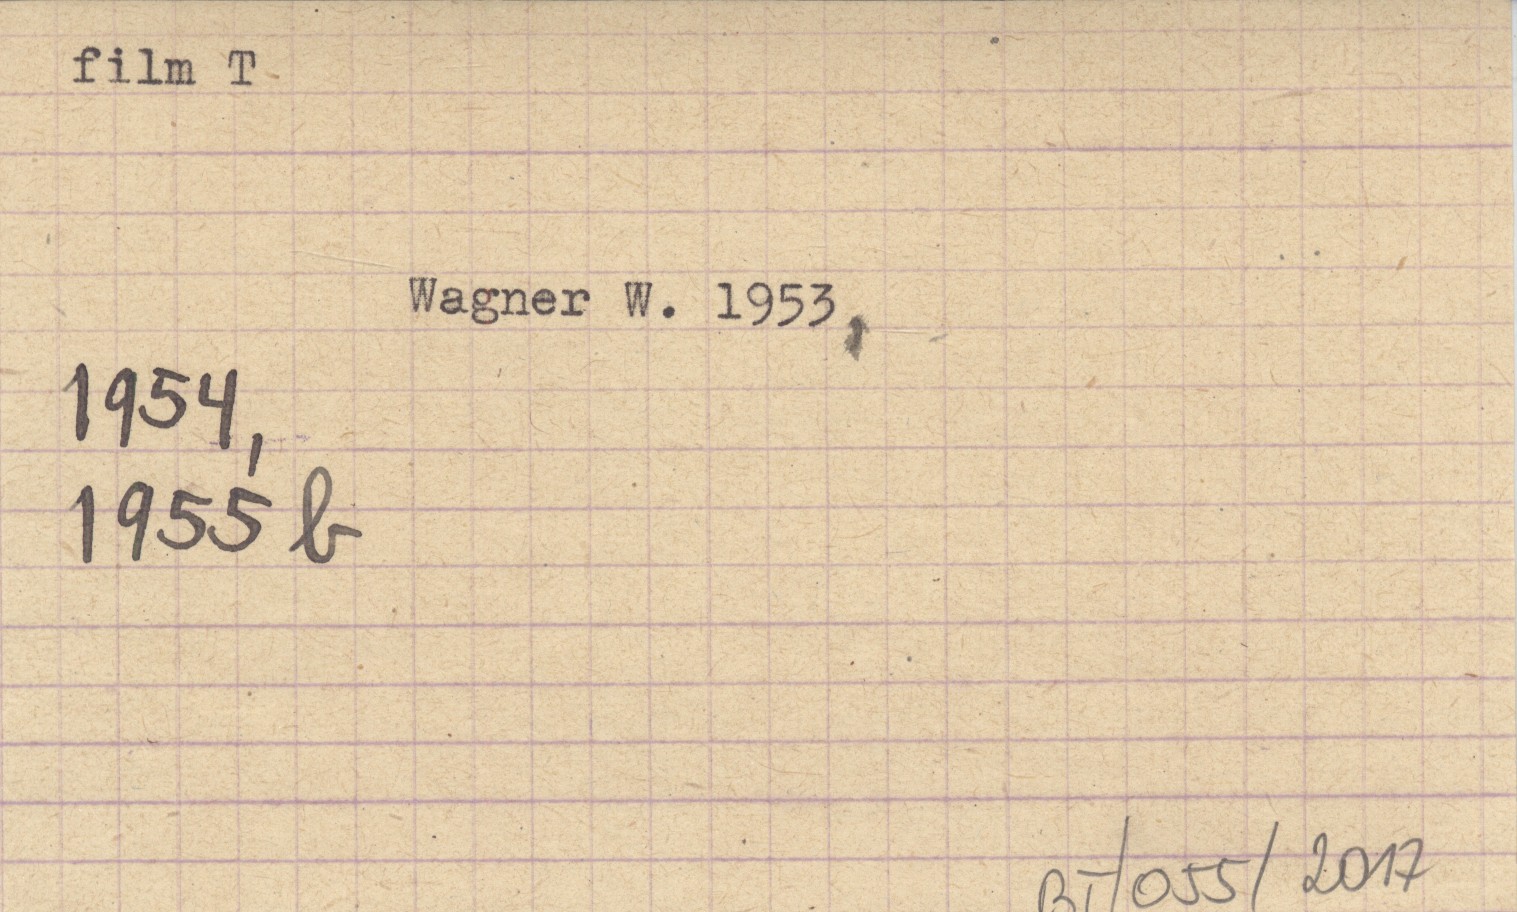 film T
Wagner W. 1953,
1954,
1955 b
BT/055/2017